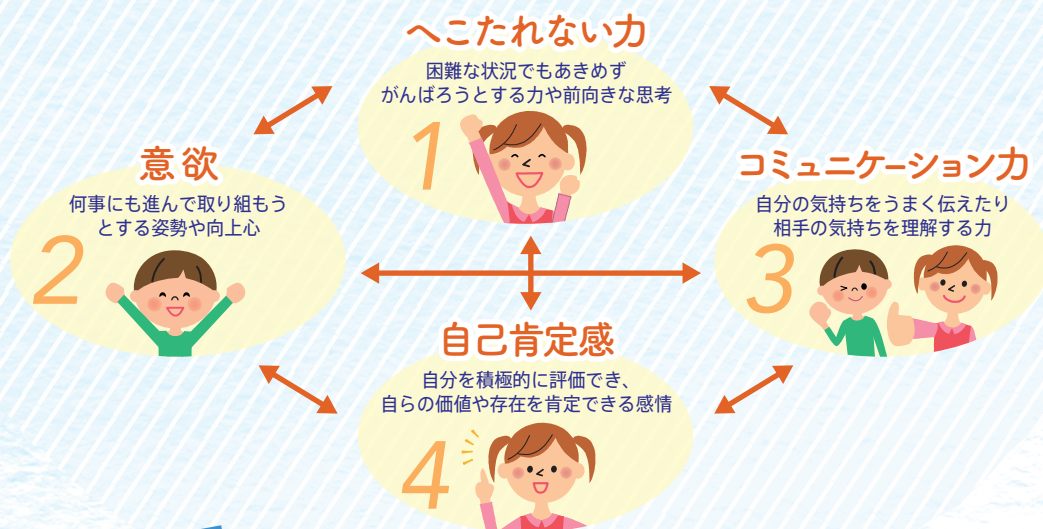 へこたれない力
困難な状況でもあきめず
がんばろうとする力や前向きな思考
1
意欲
何事にも進んで取り組もう
とする姿勢や向上心
2
コミュニケーション力
自分の気持ちをうまく伝えたり
相手の気持ちを理解する力
3
自己肯定感
自分を積極的に評価でき、
自らの価値や存在を肯定できる感情
4